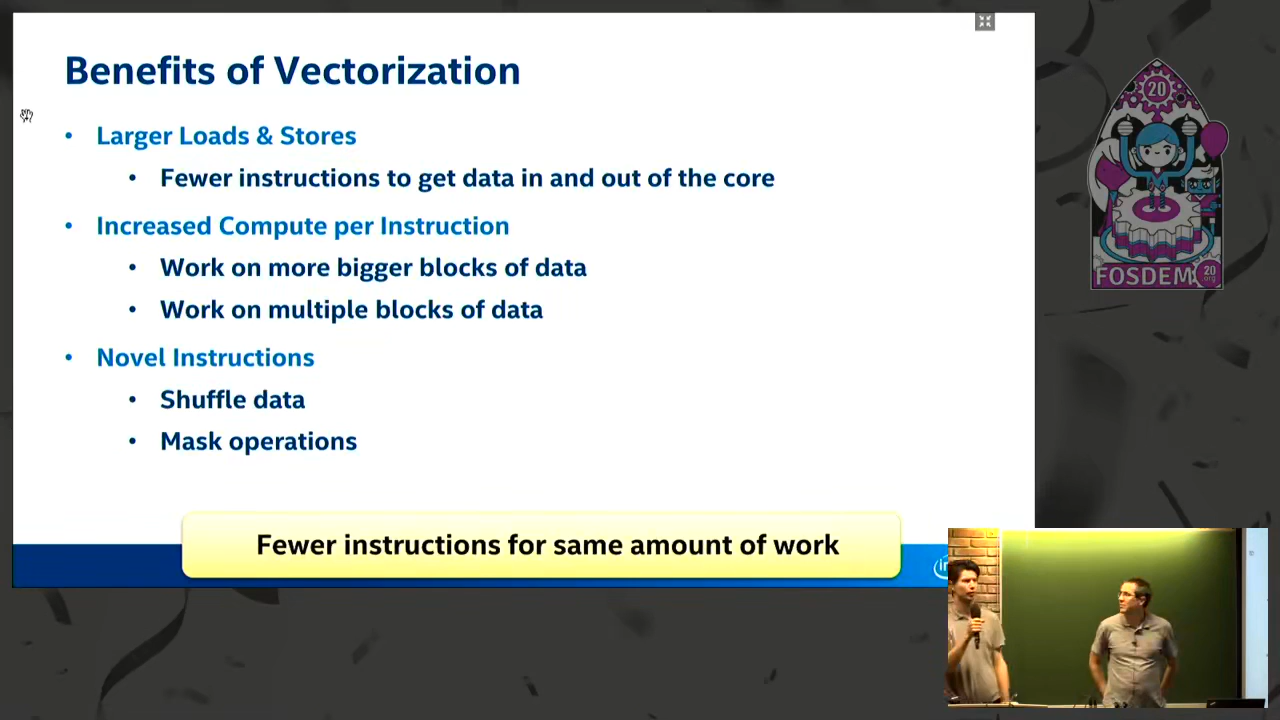 Benefits of Vectorization
• Larger Loads & Stores
• Fewer instructions to get data in and out of the core
• Increased Compute per Instruction
• Work on more bigger blocks of data
• Work on multiple blocks of data
• Novel Instructions
• Shuffle data
• Mask operations
Fewer instructions for same amount of work
20
FOSDEM
20
.org